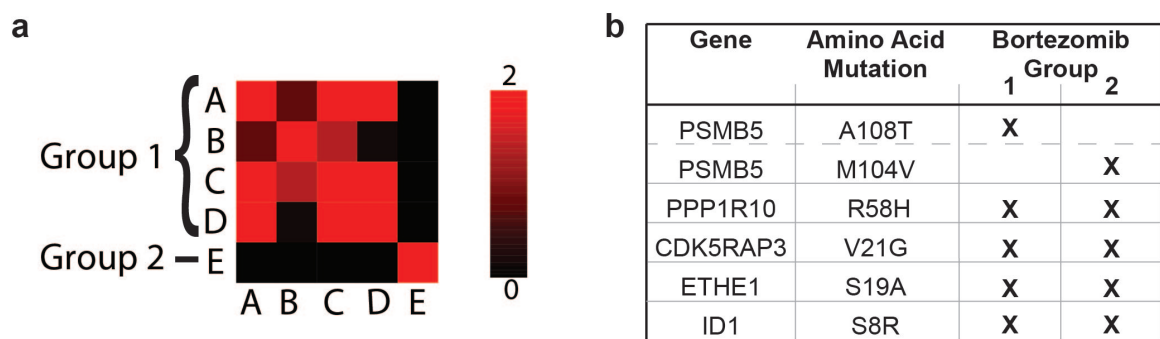 a
A
B
C
D
E
Group 1
Group 2
A B C D E
2
0
b
Gene Amino Acid Mutation Bortezomib Group
1 2
PSMB5 A108T X
PSMB5 M104V X
PPP1R10 R58H X X
CDK5RAP3 V21G X X
ETHE1 S19A X X
ID1 S8R X X